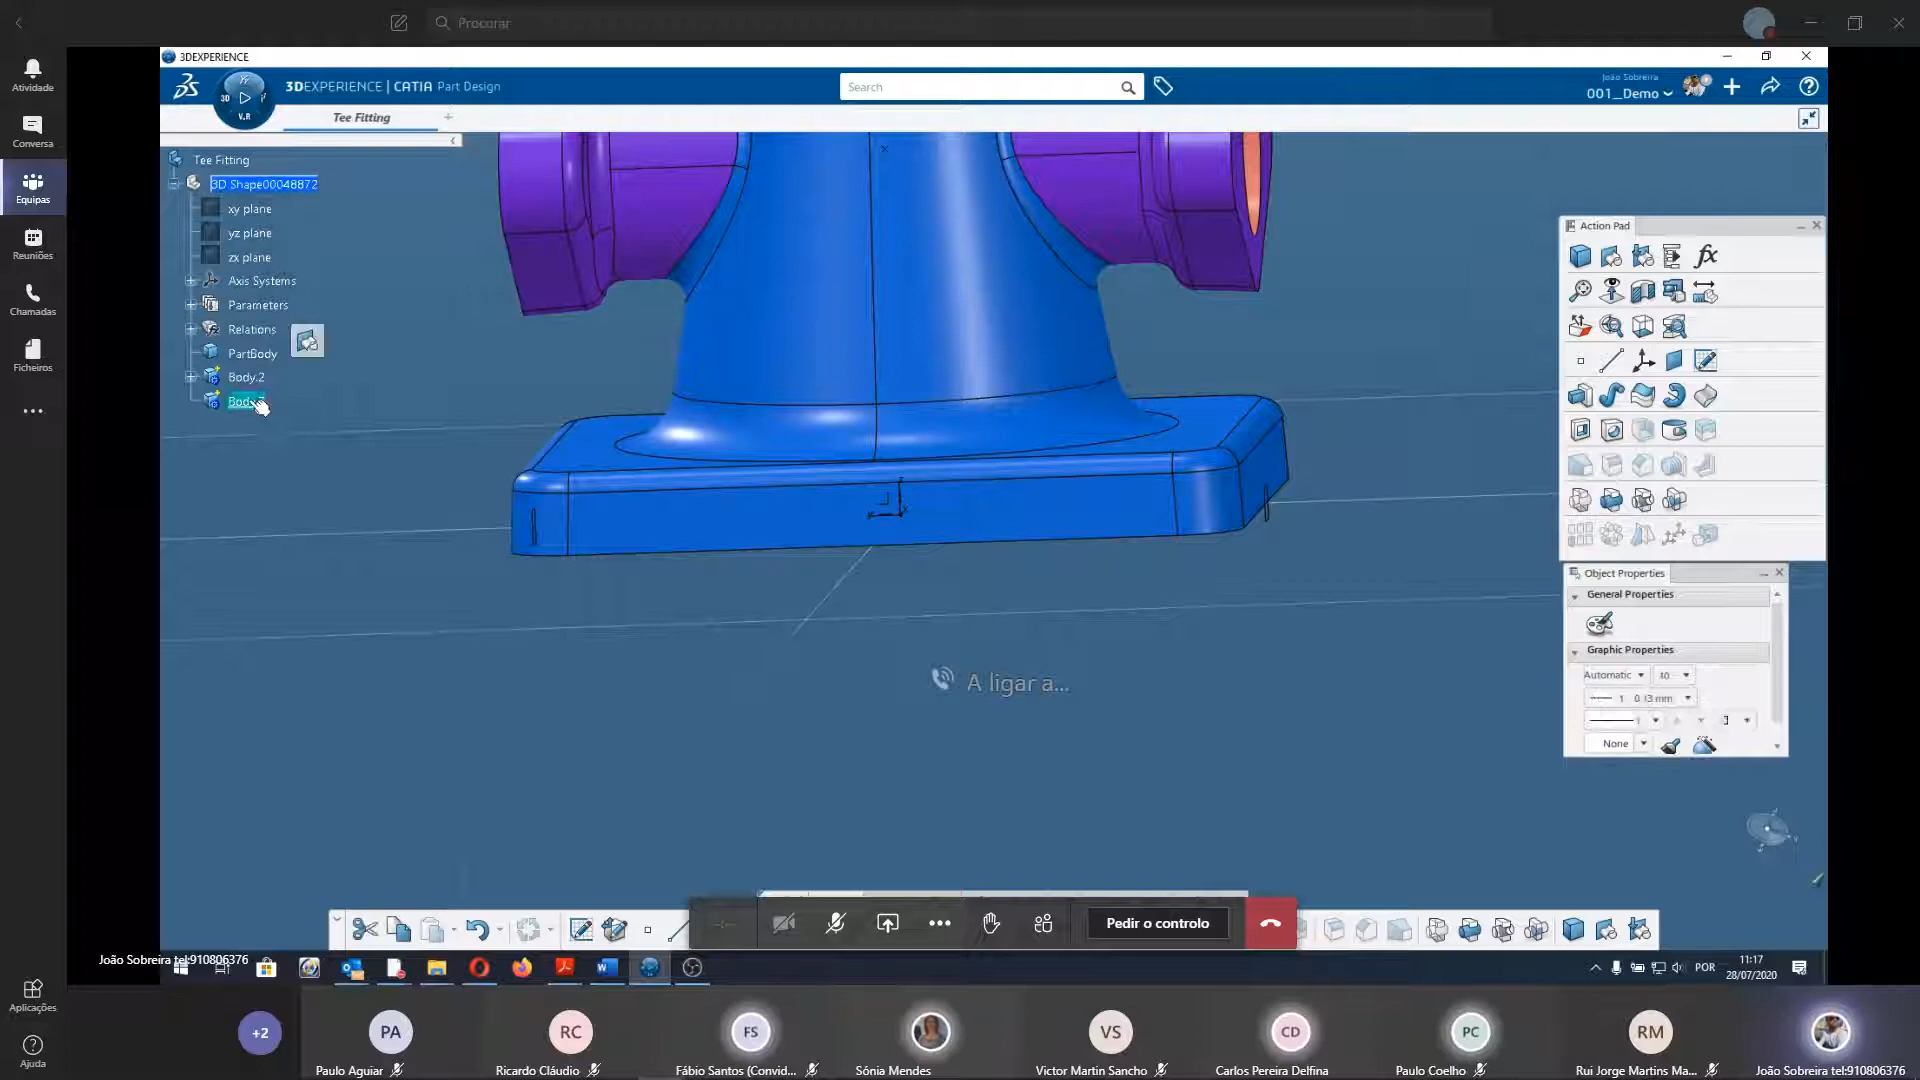 Procurar
3DEXPERIENCE
3DEXPERIENCE | CATIA Part Design
Search
João Sobreira
001_Demo
3D
V.R
Tee Fitting
Tee Fitting
3D Shape00048872
xy plane
yz plane
zx plane
Axis Systems
Parameters
Relations
PartBody
Body.2
Atividade
Conversa
Equipas
Reuniões
Chamadas
Ficheiros
Aplicações
Ajuda
Action Pad
fx
Object Properties
General Properties
Graphic Properties
Automatic
None
A ligar a...
Pedir o controlo
João Sobreira tel:910806376
POR
11:17
28/07/2020
+2
PA
Paulo Aguiar
RC
Ricardo Cláudio
FS
Fábio Santos (Convid...
Sónia Mendes
VS
Victor Martin Sancho
CD
Carlos Pereira Delfina
PC
Paulo Coelho
RM
Rui Jorge Martins Ma...
João Sobreira tel:910806376